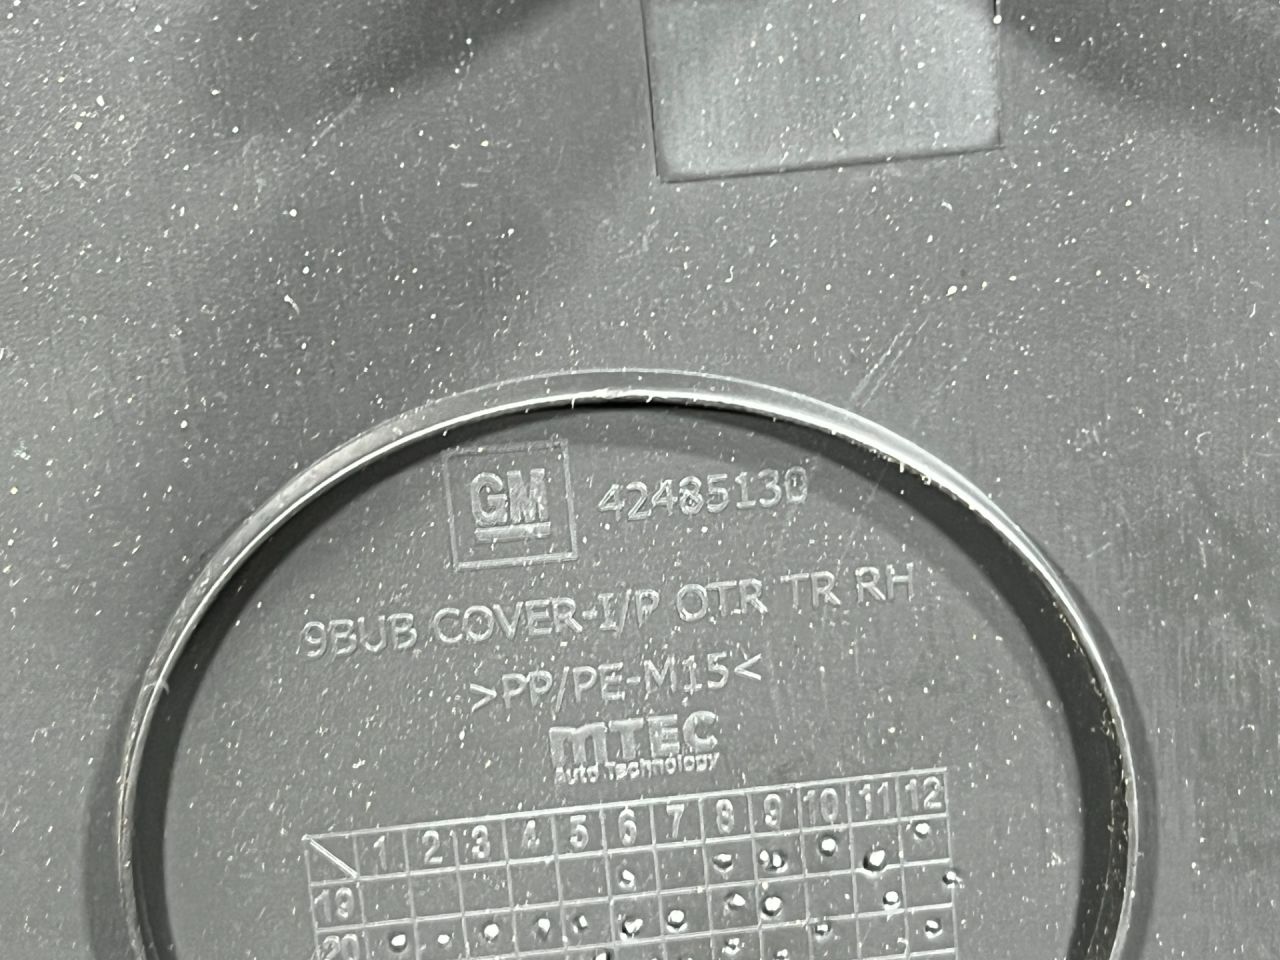 GM 42485130
9BUB COVER-I/P OTR TR RH
>PP/PE-M15<
MTEC
Auto Technology
1 2 3 4 5 6 7 8 9 10 11 12
19
20